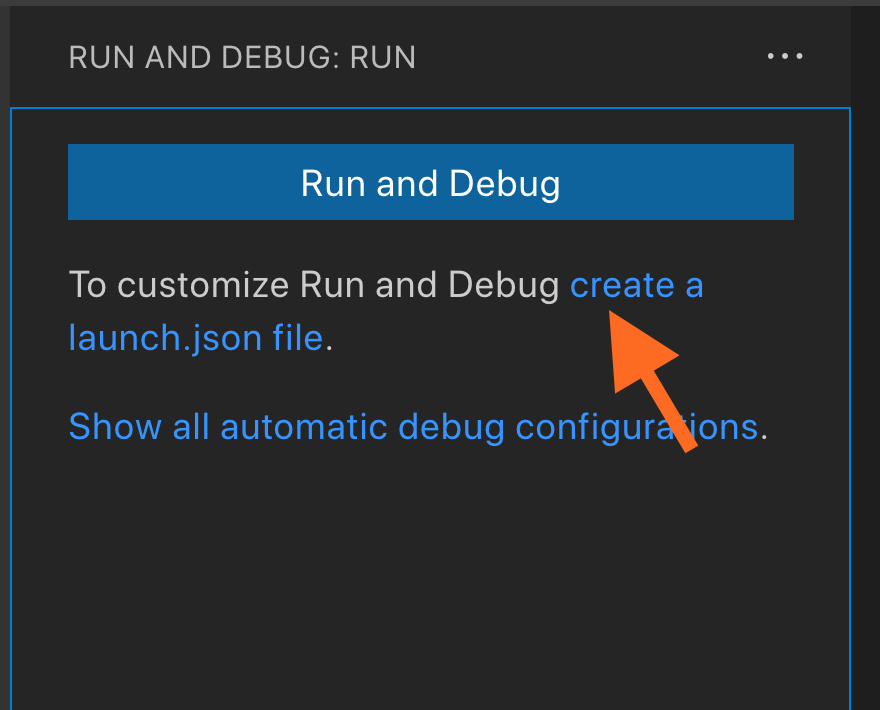 RUN AND DEBUG: RUN
Run and Debug
To customize Run and Debug create a
launch.json file.
Show all automatic debug configurations.